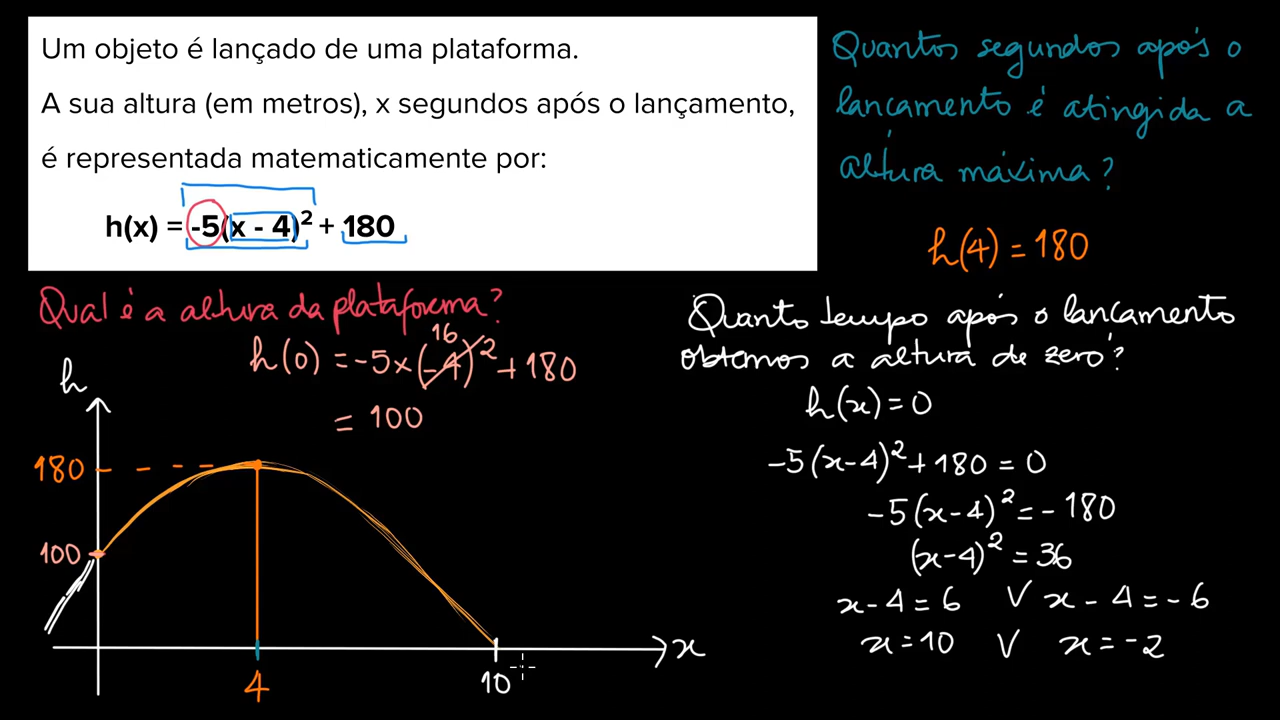 Um objeto é lançado de uma plataforma.
A sua altura (em metros), x segundos após o lançamento,
é representada matematicamente por:
h(x) = -5(x - 4)² + 180
Quantos segundos após o
lancamento é atingida a
altura máxima?
h(4) = 180
Qual é a altura da plataforma?
h(0) = -5 x (-4)² + 180
16
= 100
h
180
100
4
10
x
Quanto tempo após o lancamento
obtemos a altura de zero?
h(x) = 0
-5(x-4)² + 180 = 0
-5(x-4)² = -180
(x-4)² = 36
x-4 = 6 V x - 4 = -6
x = 10 V x = -2